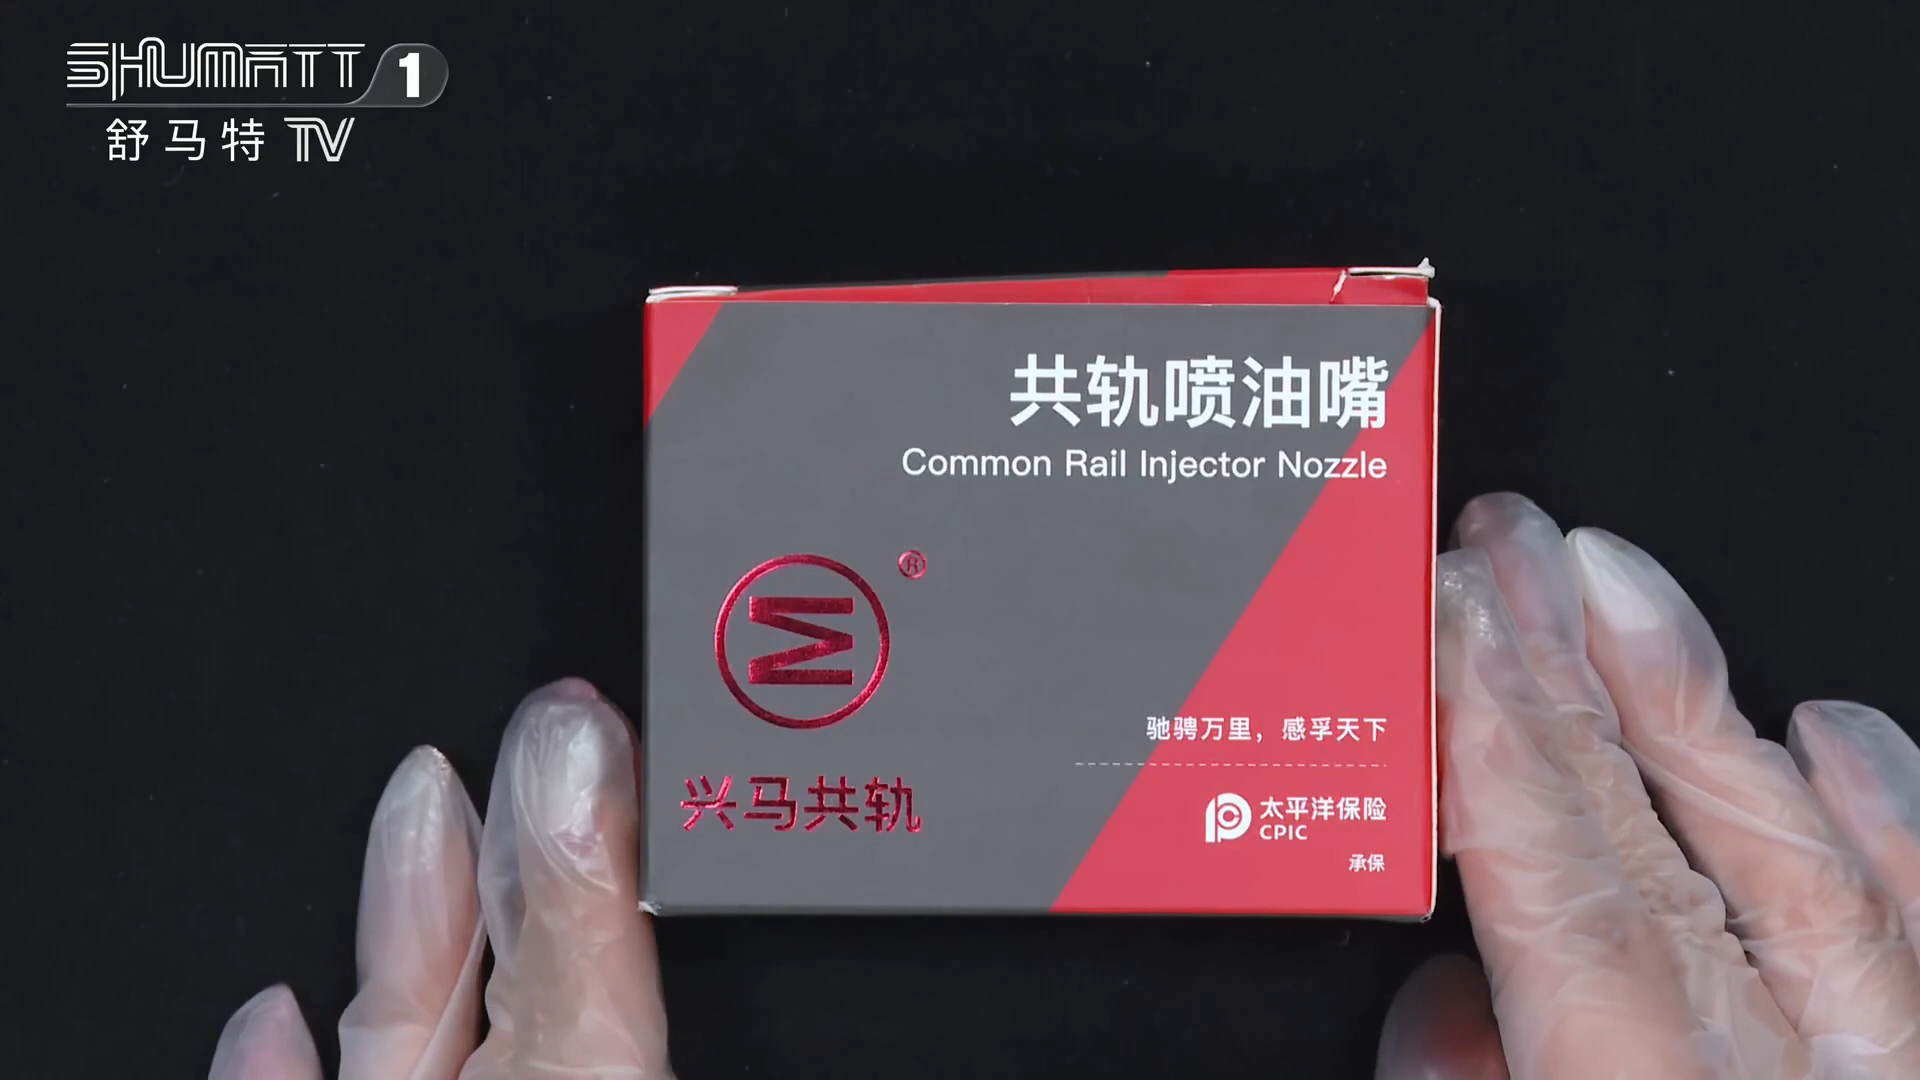 SHUMATT 1
舒马特 TV
共轨喷油嘴
Common Rail Injector Nozzle
®
M
兴马共轨
驰骋万里，感孚天下
太平洋保险
CPIC
承保